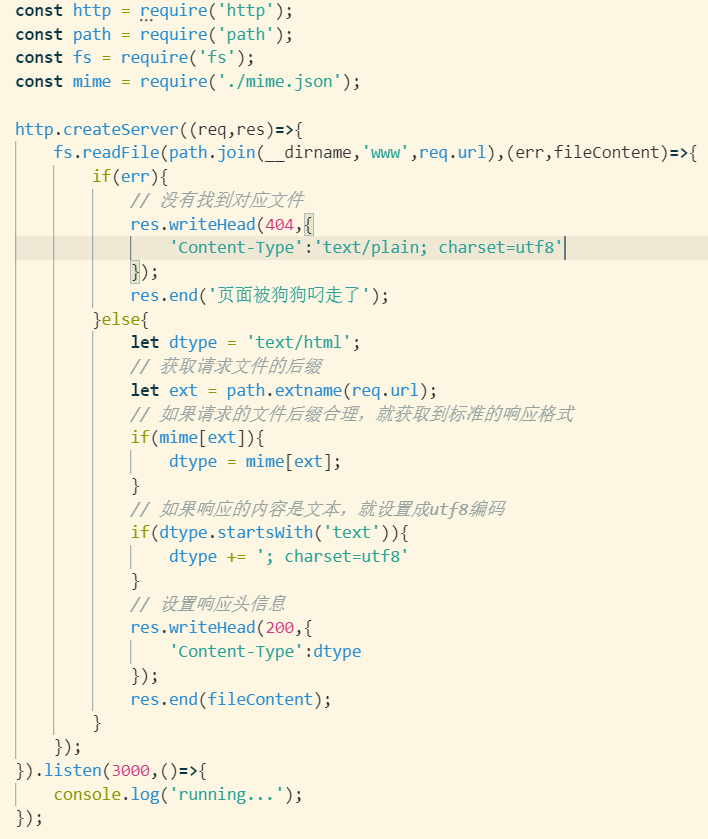 const http = require('http');
const path = require('path');
const fs = require('fs');
const mime = require('./mime.json');
http.createServer((req,res)=>{
fs.readFile(path.join(__dirname,'www',req.url),(err,fileContent)=>{
if(err){
// 没有找到对应文件
res.writeHead(404,{
'Content-Type':'text/plain; charset=utf8'
});
res.end('页面被狗狗叼走了');
}else{
let dtype = 'text/html';
// 获取请求文件的后缀
let ext = path.extname(req.url);
// 如果请求的文件后缀合理，就获取到标准的响应格式
if(mime[ext]){
dtype = mime[ext];
}
// 如果响应的内容是文本，就设置成utf8编码
if(dtype.startsWith('text')){
dtype += '; charset=utf8'
}
// 设置响应头信息
res.writeHead(200,{
'Content-Type':dtype
});
res.end(fileContent);
}
});
}).listen(3000,()=>{
console.log('running...');
});